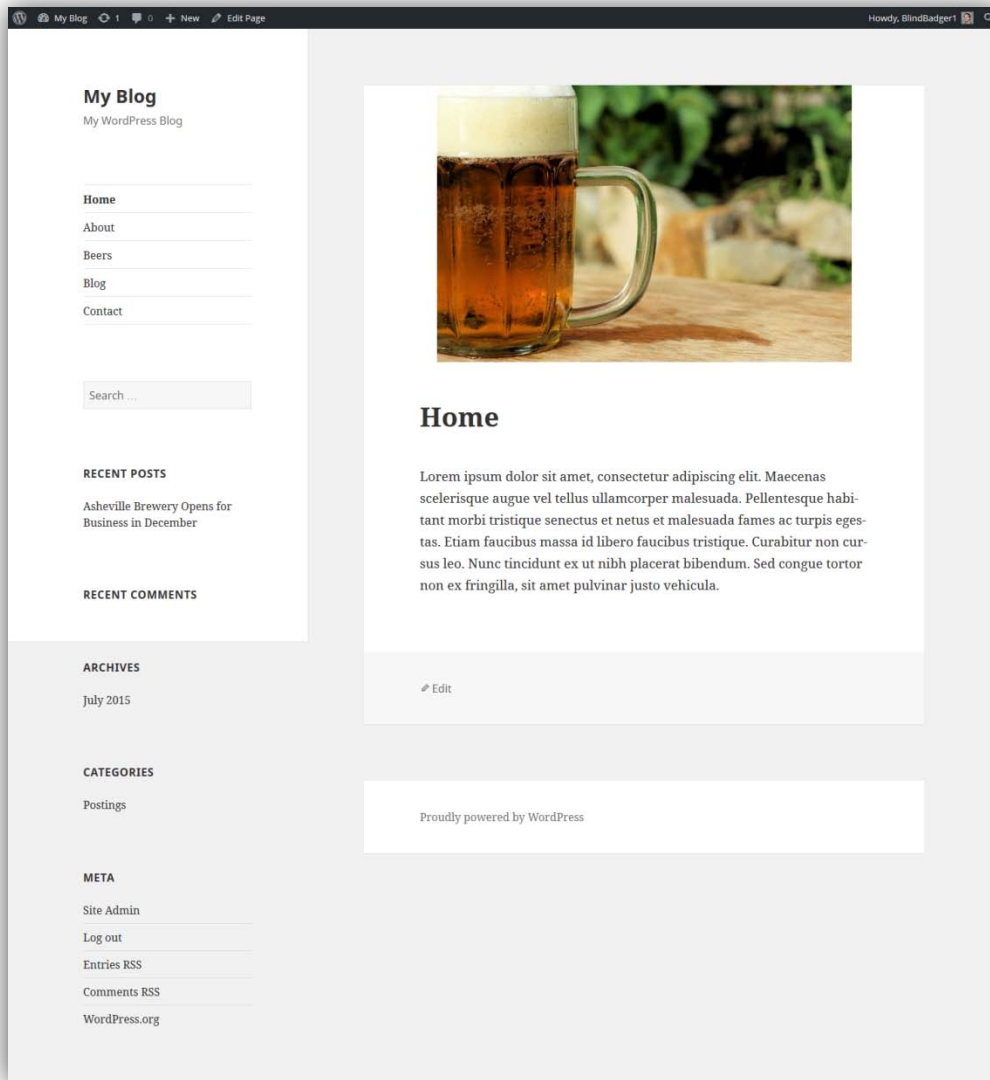 My Blog 1 0 New Edit Page Howdy, BlindBadger1
My Blog
My WordPress Blog
Home
About
Beers
Blog
Contact
Search ...
RECENT POSTS
Asheville Brewery Opens for
Business in December
RECENT COMMENTS
ARCHIVES
July 2015
CATEGORIES
Postings
META
Site Admin
Log out
Entries RSS
Comments RSS
WordPress.org
Home
Lorem ipsum dolor sit amet, consectetur adipiscing elit. Maecenas
scelerisque augue vel tellus ullamcorper malesuada. Pellentesque habi-
tant morbi tristique senectus et netus et malesuada fames ac turpis eges-
tas. Etiam faucibus massa id libero faucibus tristique. Curabitur non cur-
sus leo. Nunc tincidunt ex ut nibh placerat bibendum. Sed congue tortor
non ex fringilla, sit amet pulvinar justo vehicula.
Edit
Proudly powered by WordPress